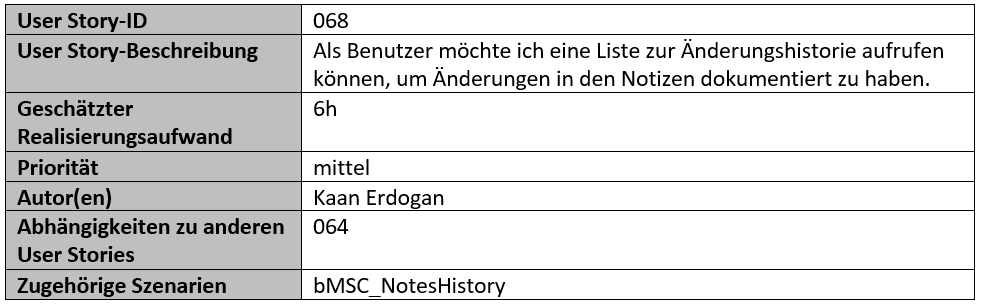 User Story-ID 068
User Story-Beschreibung Als Benutzer möchte ich eine Liste zur Änderungshistorie aufrufen
können, um Änderungen in den Notizen dokumentiert zu haben.
Geschätzter 6h
Realisierungsaufwand
Priorität mittel
Autor(en) Kaan Erdogan
Abhängigkeiten zu anderen 064
User Stories
Zugehörige Szenarien bMSC_NotesHistory